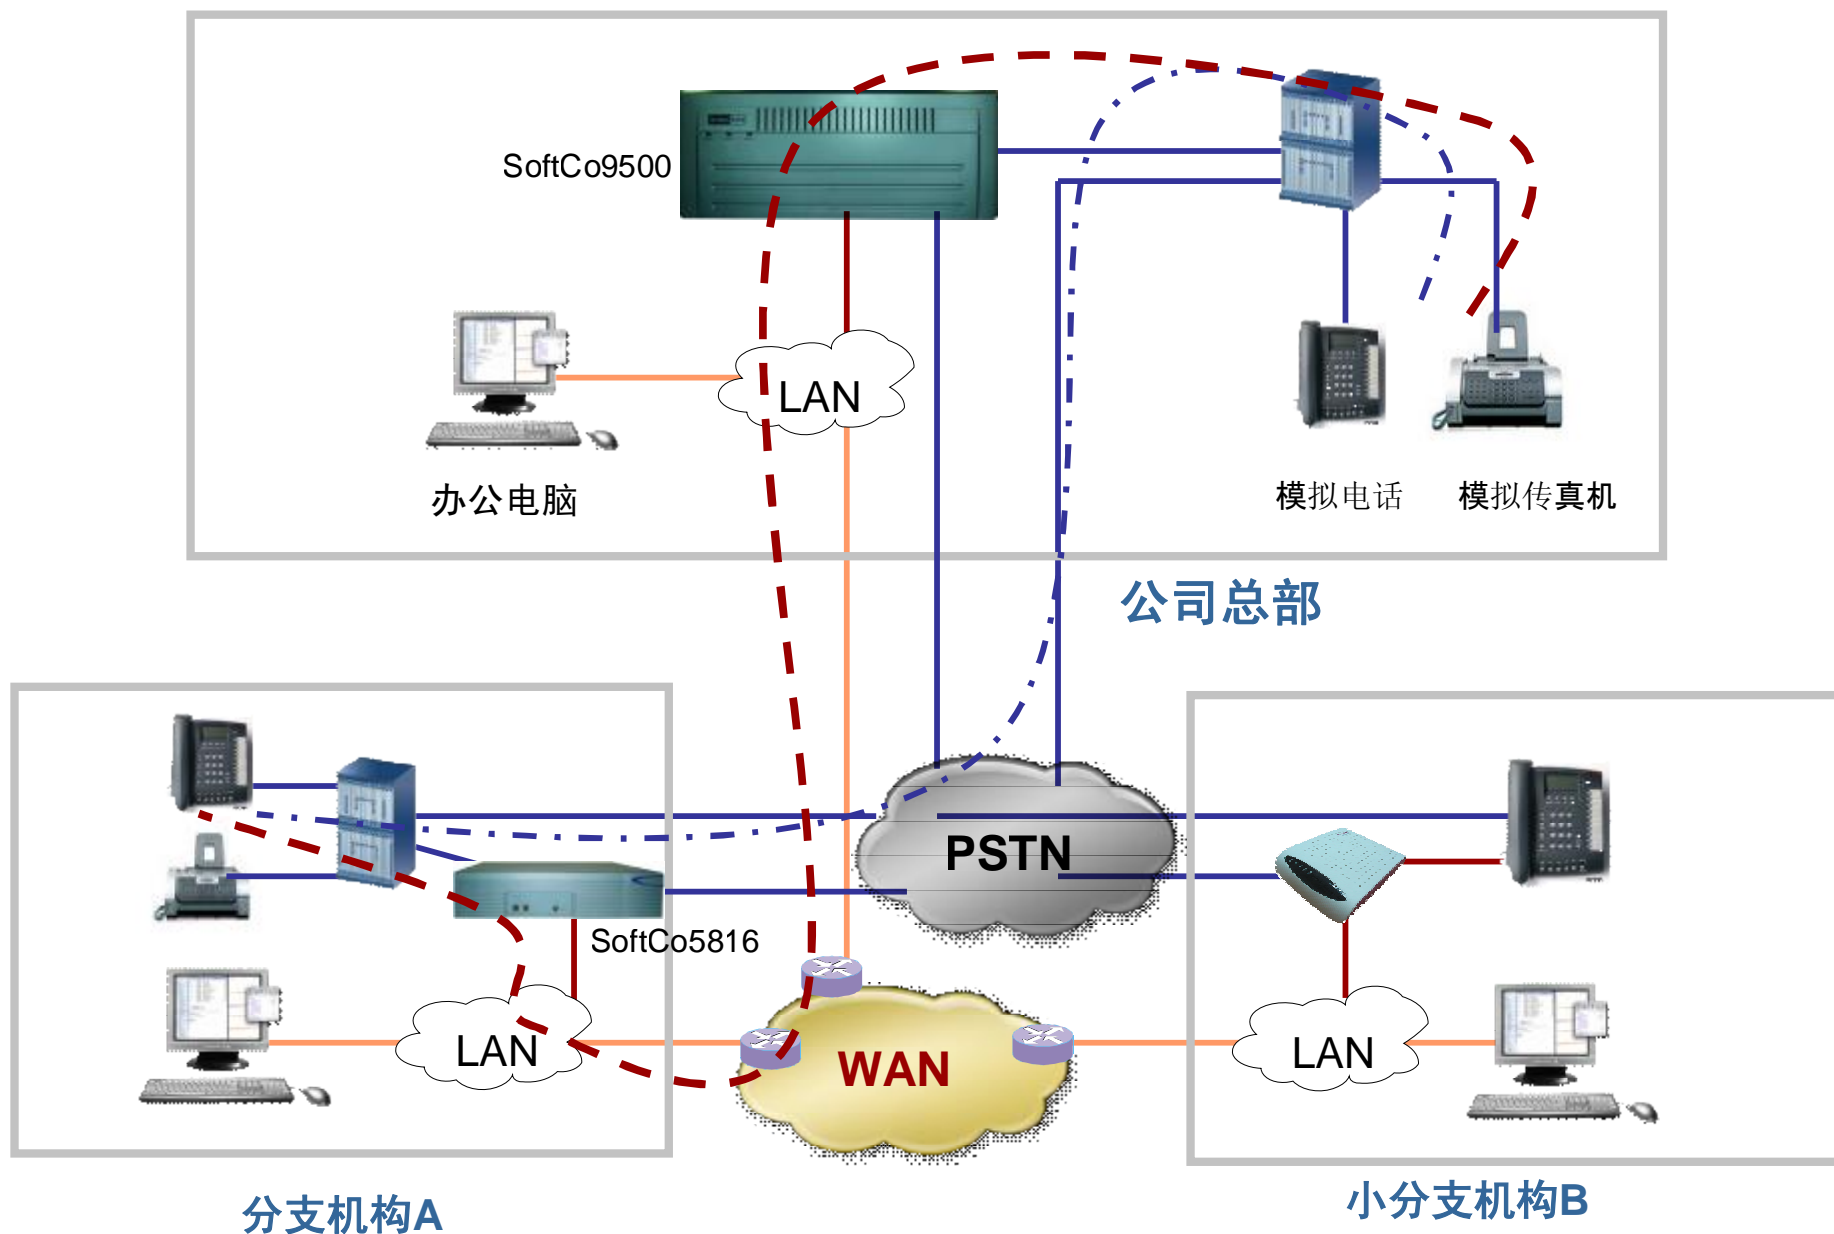 SoftCo9500
LAN
办公电脑
模拟电话
模拟传真机
公司总部
PSTN
SoftCo5816
LAN
WAN
LAN
分支机构A
小分支机构B